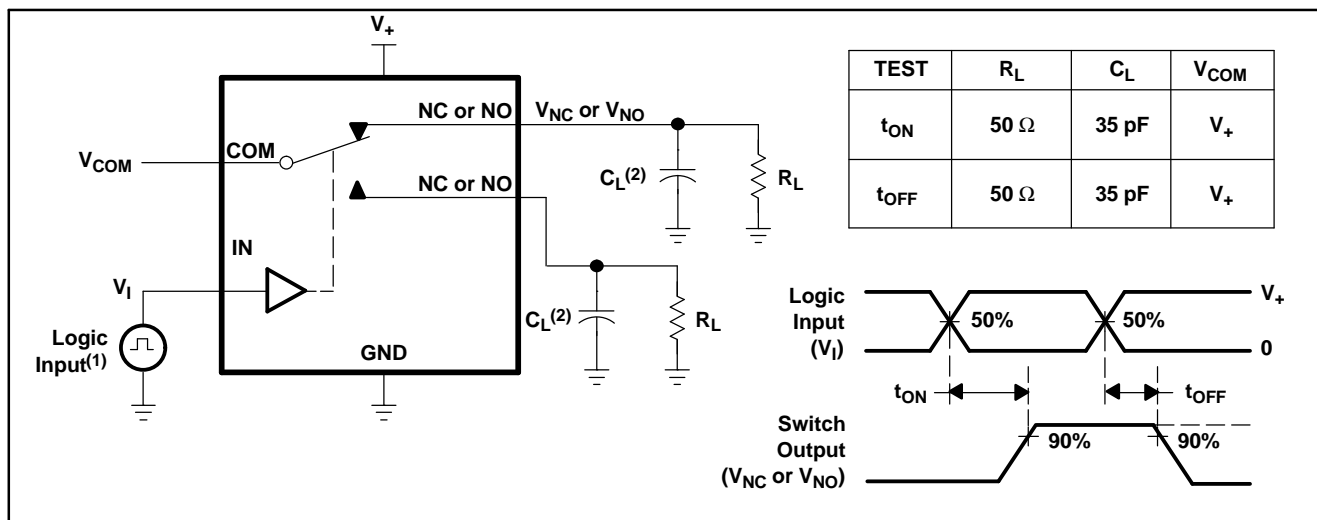 V+
NC or NO
VNC or VNO
VCOM
COM
CL(2)
RL
NC or NO
IN
VI
CL(2)
RL
Logic
Input(1)
GND
TEST RL CL VCOM
tON 50 Ω 35 pF V+
tOFF 50 Ω 35 pF V+
Logic
Input
(VI)
50%
50%
V+
0
tON
tOFF
Switch
Output
(VNC or VNO)
90%
90%